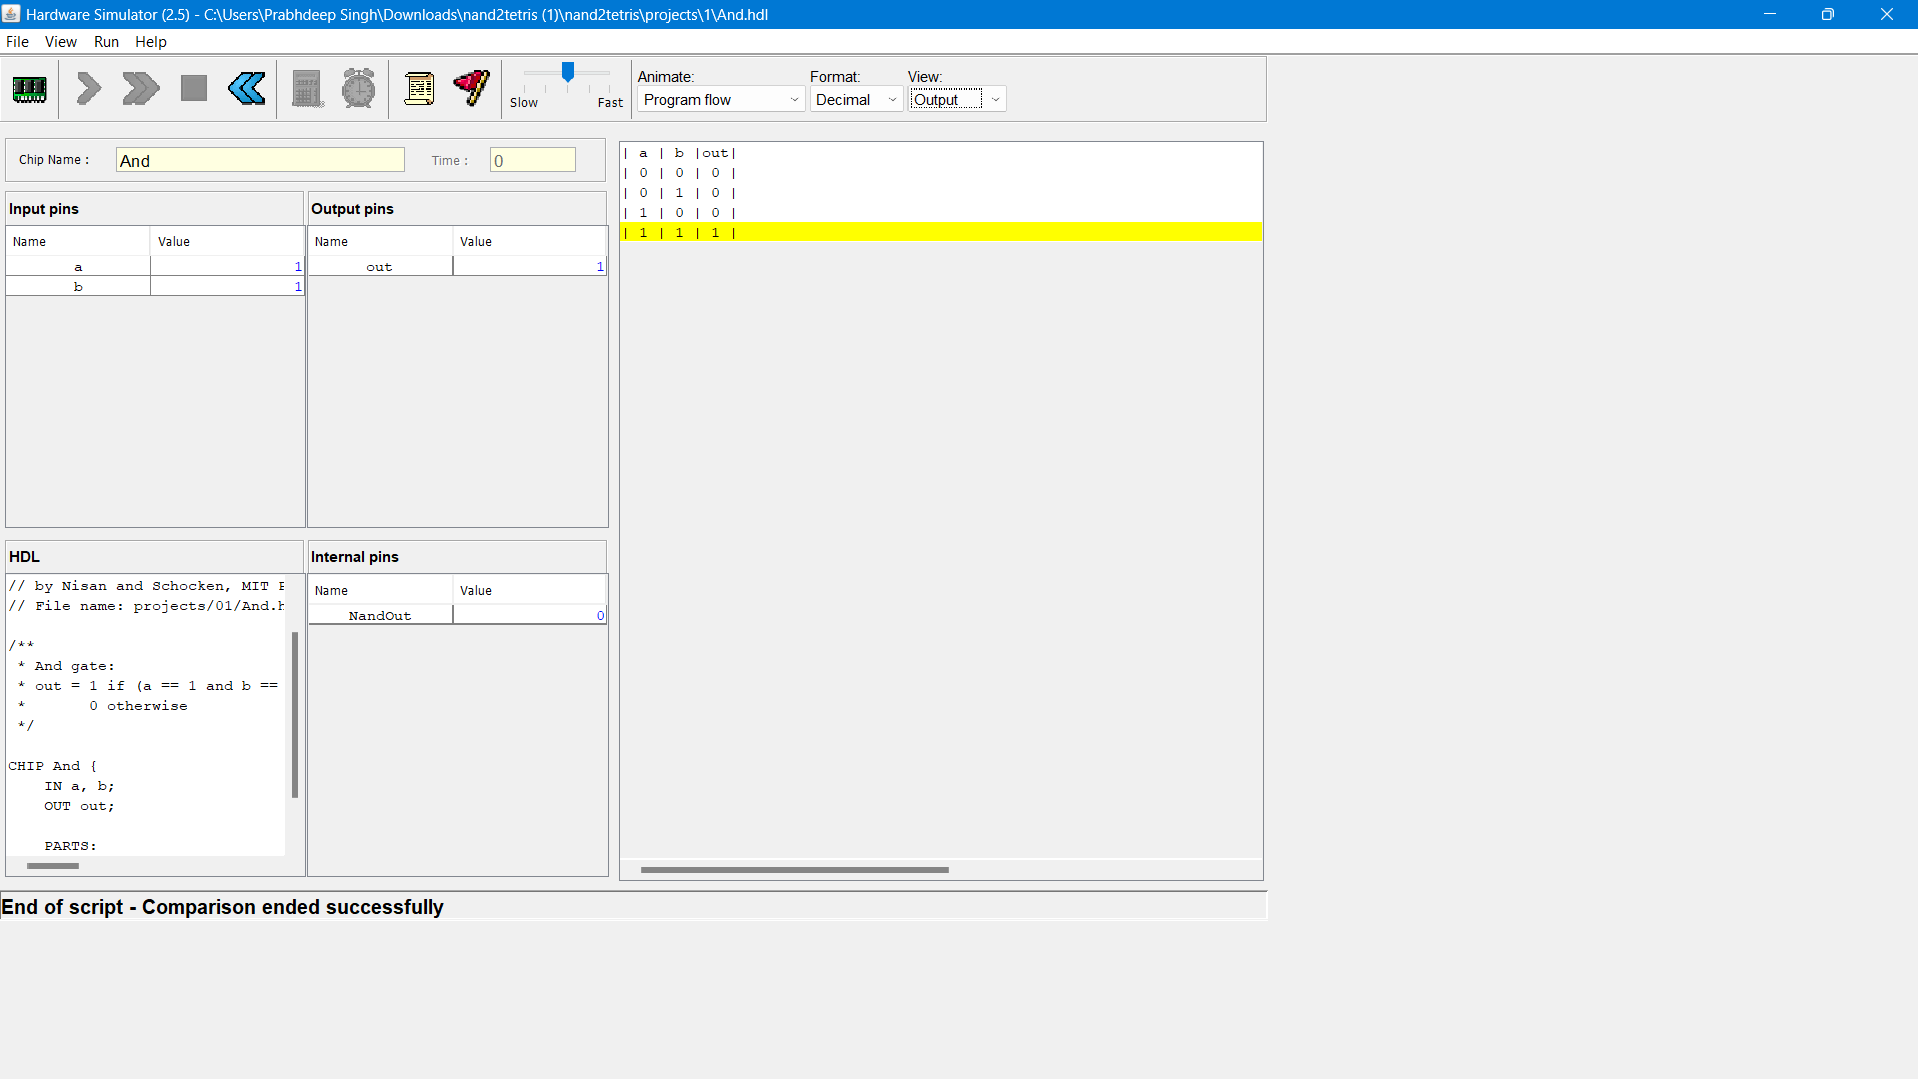 Hardware Simulator (2.5) - C:\Users\Prabhdeep Singh\Downloads\nand2tetris (1)\nand2tetris\projects\1\And.hdl
File View Run Help
Animate: Format: View:
Slow Fast Program flow Decimal Output
Chip Name : And Time : 0
Input pins
Name Value
a 1
b 1
Output pins
Name Value
out 1
| a | b |out|
| 0 | 0 | 0 |
| 0 | 1 | 0 |
| 1 | 0 | 0 |
| 1 | 1 | 1 |
HDL
// by Nisan and Schocken, MIT
// File name: projects/01/And.h

/**
 * And gate:
 * out = 1 if (a == 1 and b ==
 *       0 otherwise
 */

CHIP And {
    IN a, b;
    OUT out;

    PARTS:
Internal pins
Name Value
NandOut 0
End of script - Comparison ended successfully